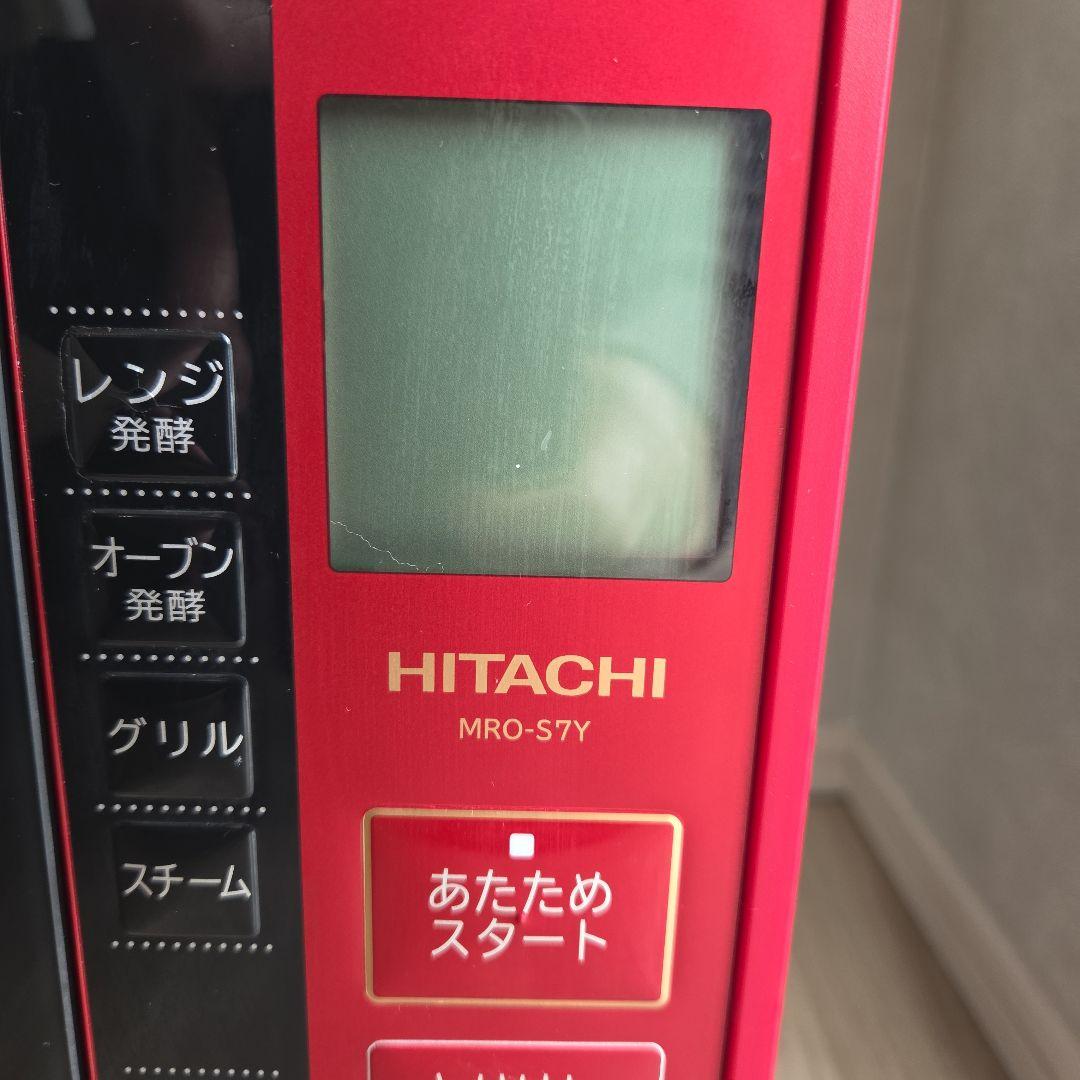 レンジ
発酵
オーブン
発酵
グリル
スチーム
HITACHI
MRO-S7Y
あたため
スタート